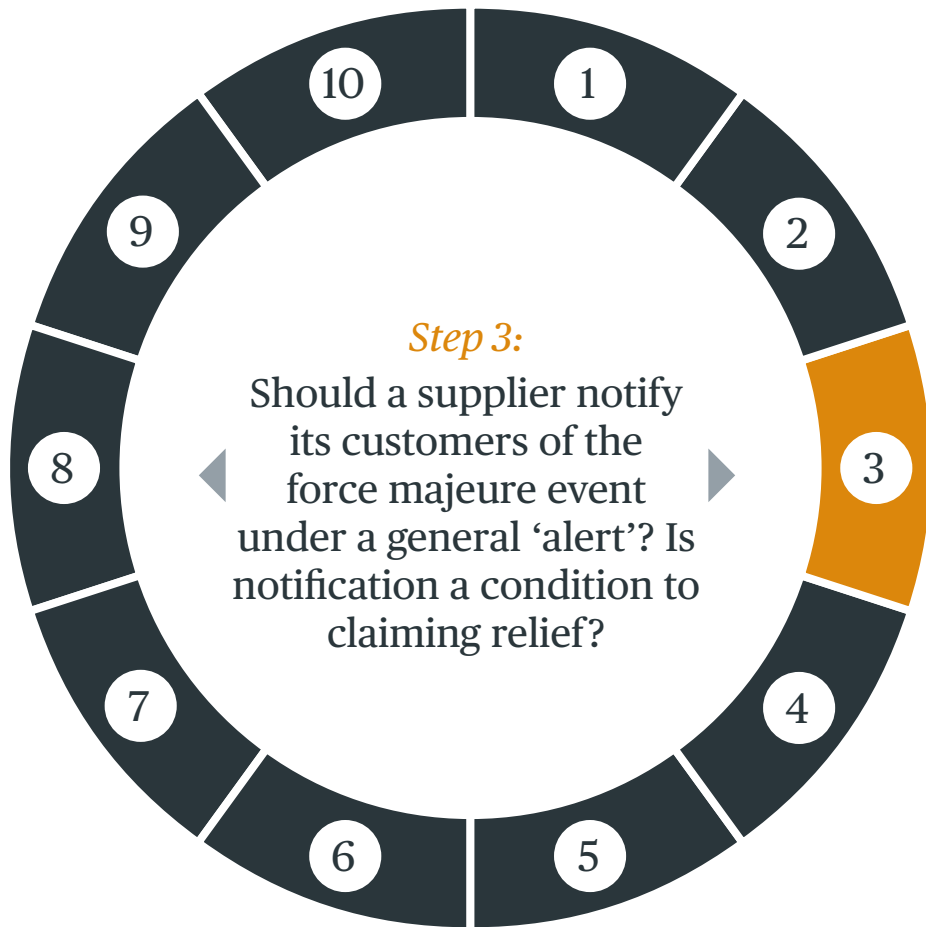 10
1
9
2
Step 3:
Should a supplier notify
its customers of the
force majeure event
under a general ‘alert’? Is
notification a condition to
claiming relief?
8
3
7
4
6
5